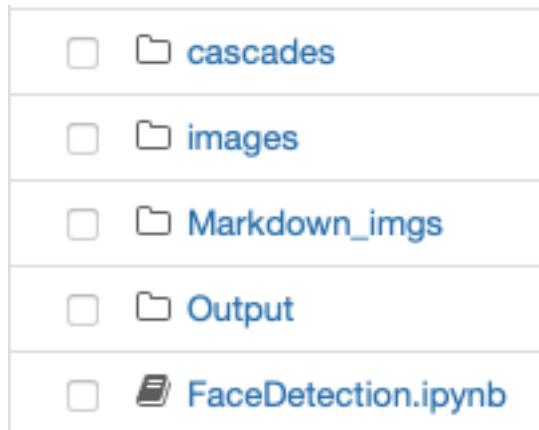 cascades
images
Markdown_imgs
Output
FaceDetection.ipynb